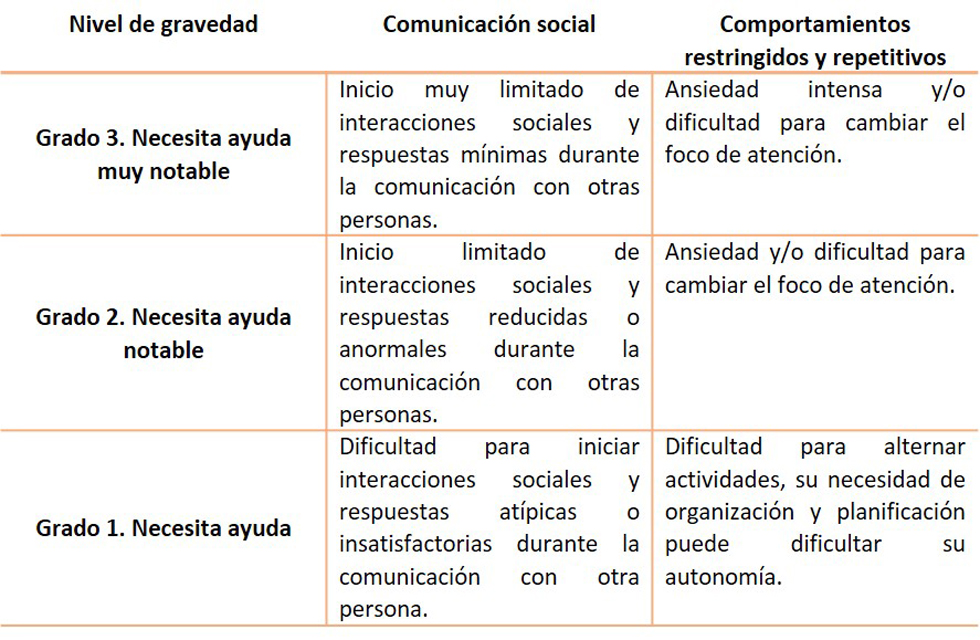 Nivel de gravedad
Comunicación social
Comportamientos
restringidos y repetitivos
Grado 3. Necesita ayuda
muy notable
Inicio muy limitado de
interacciones sociales y
respuestas mínimas durante
la comunicación con otras
personas.
Ansiedad intensa y/o
dificultad para cambiar el
foco de atención.
Grado 2. Necesita ayuda
notable
Inicio limitado de
interacciones sociales y
respuestas reducidas o
anormales durante la
comunicación con otras
personas.
Ansiedad y/o dificultad para
cambiar el foco de atención.
Grado 1. Necesita ayuda
Dificultad para iniciar
interacciones sociales y
respuestas atípicas o
insatisfactorias durante la
comunicación con otra
persona.
Dificultad para alternar
actividades, su necesidad de
organización y planificación
puede dificultar su
autonomía.